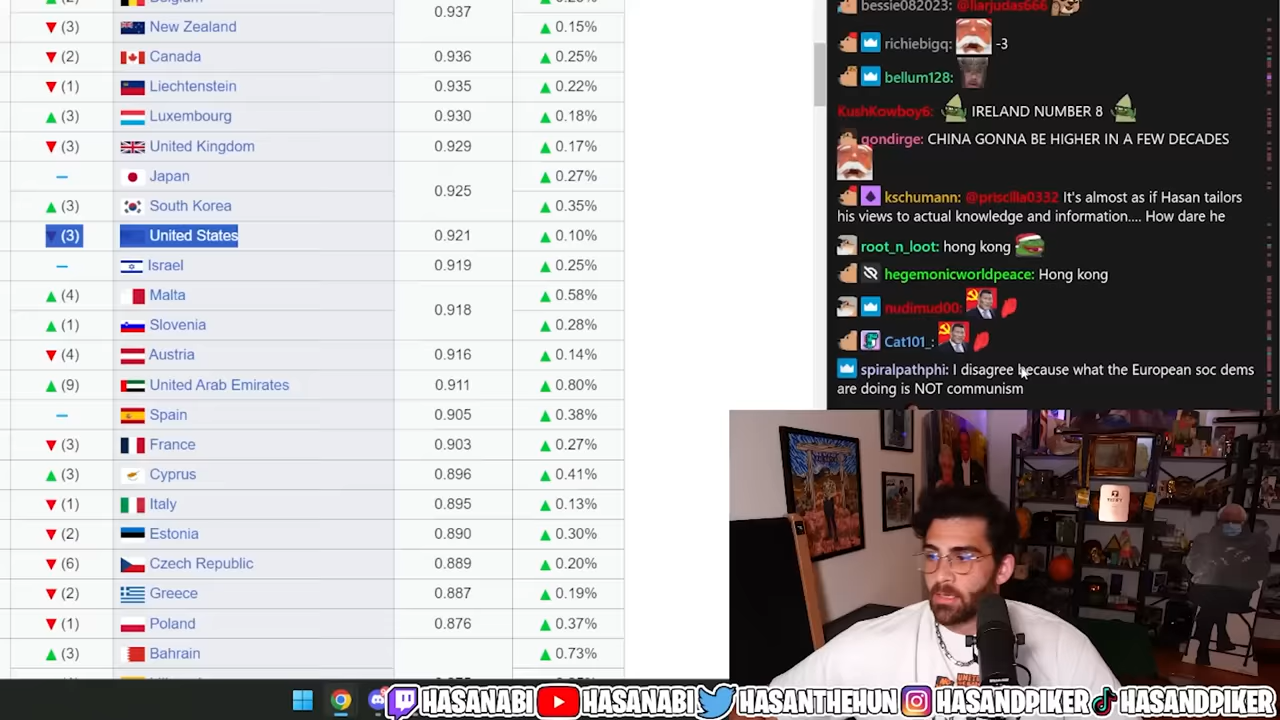 Belgium
0.937
(3) New Zealand 0.15%
(2) Canada 0.936 0.25%
(1) Liechtenstein 0.935 0.22%
(3) Luxembourg 0.930 0.18%
(3) United Kingdom 0.929 0.17%
– Japan 0.27%
0.925
(3) South Korea 0.35%
(3) United States 0.921 0.10%
– Israel 0.919 0.25%
(4) Malta 0.58%
0.918
(1) Slovenia 0.28%
(4) Austria 0.916 0.14%
(9) United Arab Emirates 0.911 0.80%
– Spain 0.905 0.38%
(3) France 0.903 0.27%
(3) Cyprus 0.896 0.41%
(1) Italy 0.895 0.13%
(2) Estonia 0.890 0.30%
(6) Czech Republic 0.889 0.20%
(2) Greece 0.887 0.19%
(1) Poland 0.876 0.37%
(3) Bahrain 0.73%
bessie082023: @liarjudas666
richiebigq: -3
bellum128:
KushKowboy6: IRELAND NUMBER 8
gondirge: CHINA GONNA BE HIGHER IN A FEW DECADES
kschumann: @priscilla0332 It's almost as if Hasan tailors
his views to actual knowledge and information.... How dare he
root_n_loot: hong kong
hegemonicworldpeace: Hong kong
nudimud00:
Cat101_:
spiralpathphi: I disagree because what the European soc dems
are doing is NOT communism
HASANABI HASANABI HASANTHEHUN HASANDPIKER HASANDPIKER